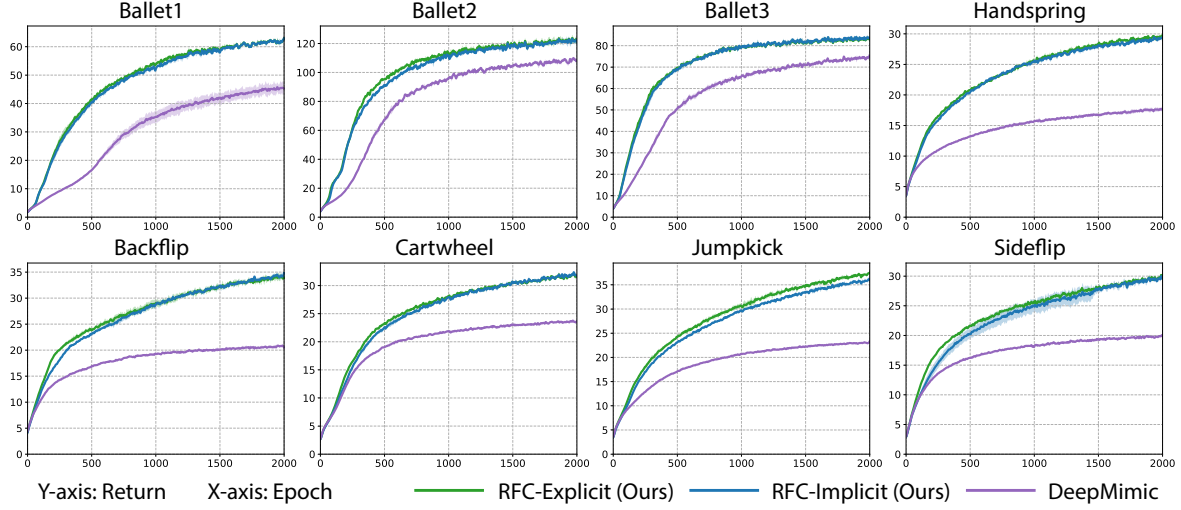 Ballet1 Ballet2 Ballet3 Handspring
60 50 40 30 20 10 0
120 100 80 60 40 20 0
80 70 60 50 40 30 20 10 0
30 25 20 15 10 5 0
0 500 1000 1500 2000 0 500 1000 1500 2000 0 500 1000 1500 2000 0 500 1000 1500 2000
Backflip Cartwheel Jumpkick Sideflip
35 30 25 20 15 10 5 0
30 25 20 15 10 5 0
35 30 25 20 15 10 5 0
30 25 20 15 10 5 0
0 500 1000 1500 2000 0 500 1000 1500 2000 0 500 1000 1500 2000 0 500 1000 1500 2000
Y-axis: Return X-axis: Epoch RFC-Explicit (Ours) RFC-Implicit (Ours) DeepMimic